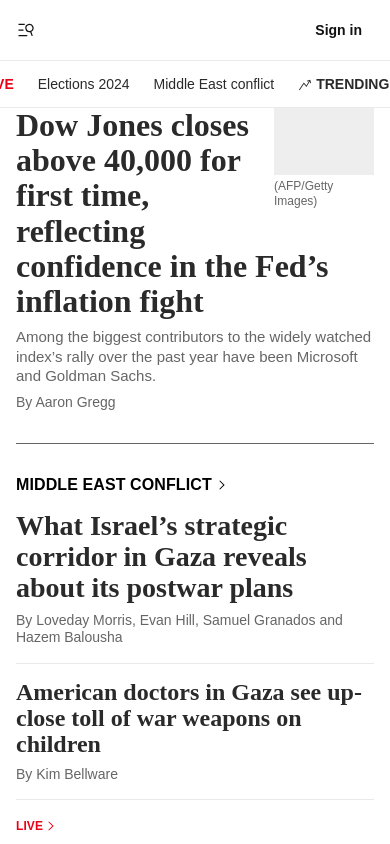 Sign in
VE
Elections 2024
Middle East conflict
TRENDING
Dow Jones closes
above 40,000 for
first time,
reflecting
confidence in the Fed’s
inflation fight
(AFP/Getty
Images)
Among the biggest contributors to the widely watched
index’s rally over the past year have been Microsoft
and Goldman Sachs.
By Aaron Gregg
MIDDLE EAST CONFLICT
What Israel’s strategic
corridor in Gaza reveals
about its postwar plans
By Loveday Morris, Evan Hill, Samuel Granados and
Hazem Balousha
American doctors in Gaza see up-
close toll of war weapons on
children
By Kim Bellware
LIVE